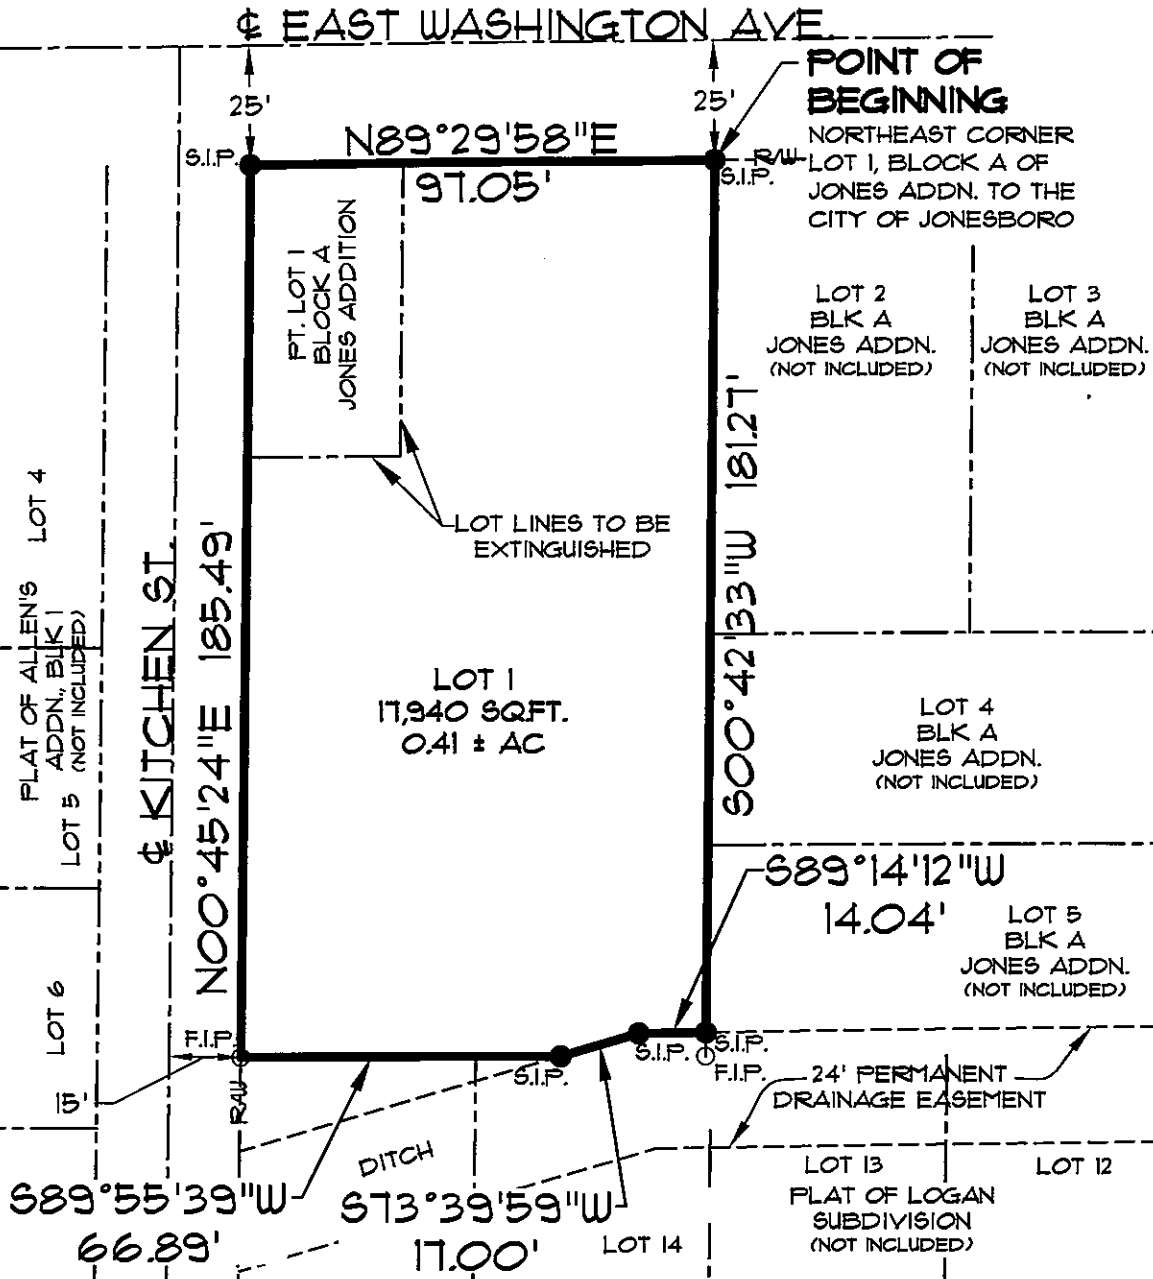 ℄ EAST WASHINGTON AVE.
POINT OF
BEGINNING
NORTHEAST CORNER
LOT 1, BLOCK A OF
JONES ADDN. TO THE
CITY OF JONESBORO
25'
25'
N89°29'58"E
97.05'
S.I.P.
R/W
S.I.P.
PT. LOT 1
BLOCK A
JONES ADDITION
LOT 2
BLK A
JONES ADDN.
(NOT INCLUDED)
LOT 3
BLK A
JONES ADDN.
(NOT INCLUDED)
LOT LINES TO BE
EXTINGUISHED
S00°42'33"W 181.27'
N00°45'24"E 185.49'
℄ KITCHEN ST.
LOT 4
PLAT OF ALLEN'S
ADDN., BLK 1
(NOT INCLUDED)
LOT 5
LOT 6
LOT 1
17,940 SQ.FT.
0.41 ± AC
LOT 4
BLK A
JONES ADDN.
(NOT INCLUDED)
S89°14'12"W
14.04'
LOT 5
BLK A
JONES ADDN.
(NOT INCLUDED)
F.I.P.
S.I.P.
S.I.P.
S.I.P.
F.I.P.
15'
R/W
24' PERMANENT
DRAINAGE EASEMENT
DITCH
S89°55'39"W
66.89'
S73°39'59"W
17.00'
LOT 14
LOT 13
LOT 12
PLAT OF LOGAN
SUBDIVISION
(NOT INCLUDED)